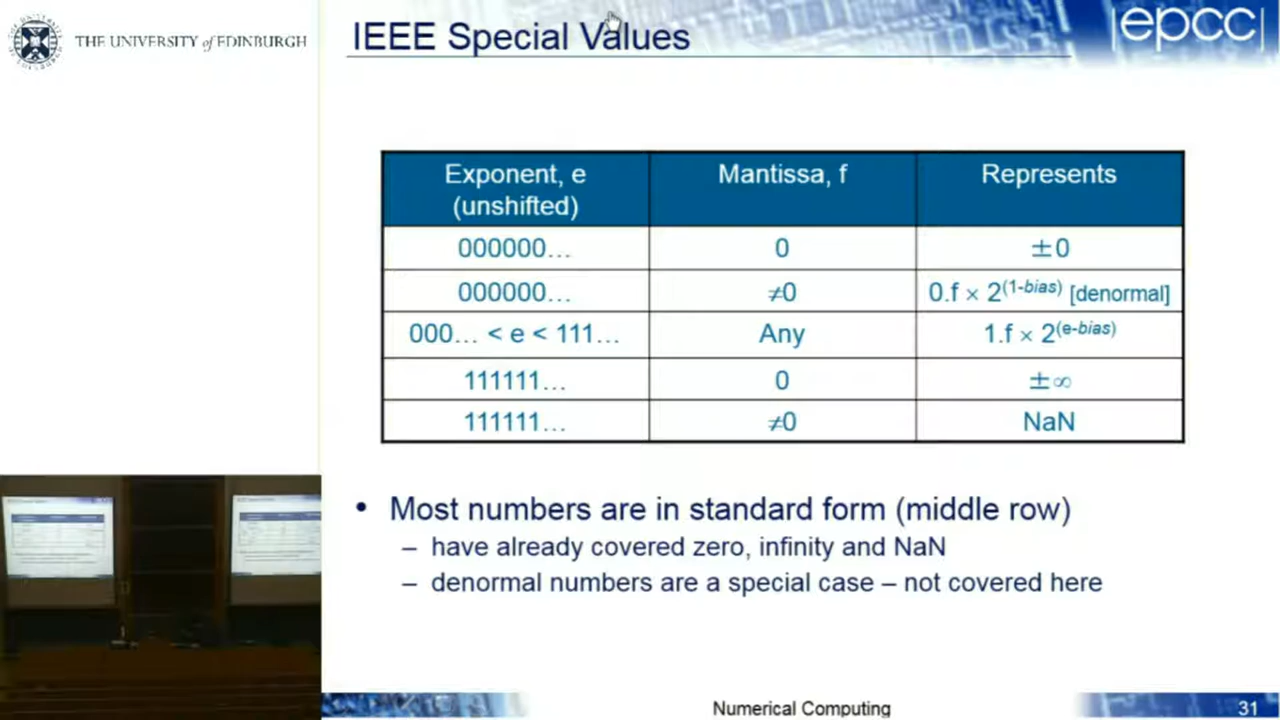 THE UNIVERSITY of EDINBURGH
IEEE Special Values
|epcc|
Exponent, e (unshifted) Mantissa, f Represents
000000... 0 ±0
000000... ≠0 0.f × 2^(1-bias) [denormal]
000... < e < 111... Any 1.f × 2^(e-bias)
111111... 0 ±∞
111111... ≠0 NaN
• Most numbers are in standard form (middle row)
– have already covered zero, infinity and NaN
– denormal numbers are a special case – not covered here
Numerical Computing
31